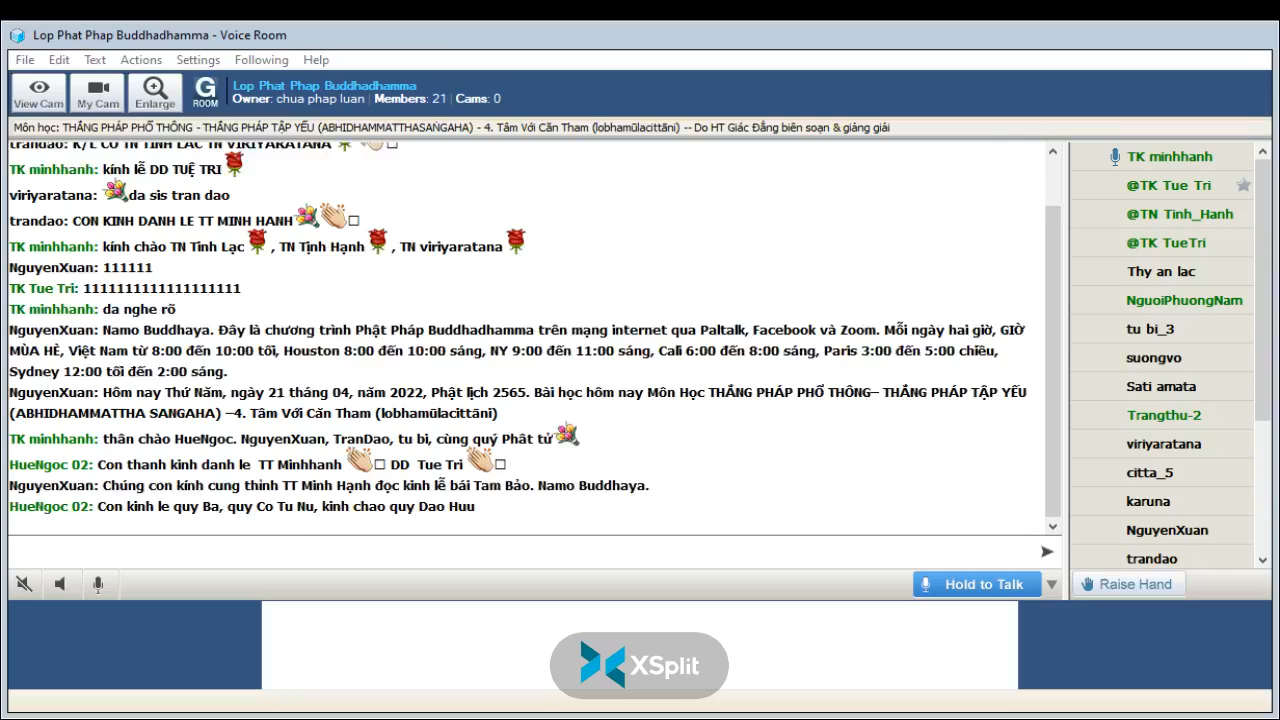 Lop Phat Phap Buddhadhamma - Voice Room
File Edit Text Actions Settings Following Help
View Cam My Cam Enlarge G ROOM
Lop Phat Phap Buddhadhamma
Owner: chua phap luan | Members: 21 | Cams: 0
Môn học: THẮNG PHÁP PHỔ THÔNG - THẮNG PHÁP TẬP YẾU (ABHIDHAMMATTHASAṄGAHA) - 4. Tâm Với Căn Tham (lobhamūlacittāni) -- Do HT Giác Đẳng biên soạn & giảng giải
trandao: K/L CO TN TINH LAC TN VIRIYARATANA
TK minhhanh: kính lễ DD TUỆ TRI
viriyaratana: da sis tran dao
trandao: CON KINH DANH LE TT MINH HANH
TK minhhanh: kính chào TN Tình Lạc , TN Tịnh Hạnh , TN viriyaratana
NguyenXuan: 111111
TK Tue Tri: 1111111111111111111
TK minhhanh: da nghe rõ
NguyenXuan: Namo Buddhaya. Đây là chương trình Phật Pháp Buddhadhamma trên mạng internet qua Paltalk, Facebook và Zoom. Mỗi ngày hai giờ, GIỜ
MÙA HÈ, Việt Nam từ 8:00 đến 10:00 tối, Houston 8:00 đến 10:00 sáng, NY 9:00 đến 11:00 sáng, Cali 6:00 đến 8:00 sáng, Paris 3:00 đến 5:00 chiều,
Sydney 12:00 tối đến 2:00 sáng.
NguyenXuan: Hôm nay Thứ Năm, ngày 21 tháng 04, năm 2022, Phật lịch 2565. Bài học hôm nay Môn Học THẮNG PHÁP PHỔ THÔNG– THẮNG PHÁP TẬP YẾU
(ABHIDHAMMATTHA SANGAHA) –4. Tâm Với Căn Tham (lobhamūlacittāni)
TK minhhanh: thân chào HueNgoc. NguyenXuan, TranDao, tu bi, cùng quý Phât tử
HueNgoc 02: Con thanh kinh danh le TT Minhhanh DD Tue Tri
NguyenXuan: Chúng con kính cung thỉnh TT Minh Hạnh đọc kinh lễ bái Tam Bảo. Namo Buddhaya.
HueNgoc 02: Con kinh le quy Ba, quy Co Tu Nu, kinh chao quy Dao Huu
Hold to Talk
TK minhhanh
@TK Tue Tri
@TN Tinh_Hanh
@TK TueTri
Thy an lac
NguoiPhuongNam
tu bi_3
suongvo
Sati amata
Trangthu-2
viriyaratana
citta_5
karuna
NguyenXuan
trandao
Raise Hand
XSplit